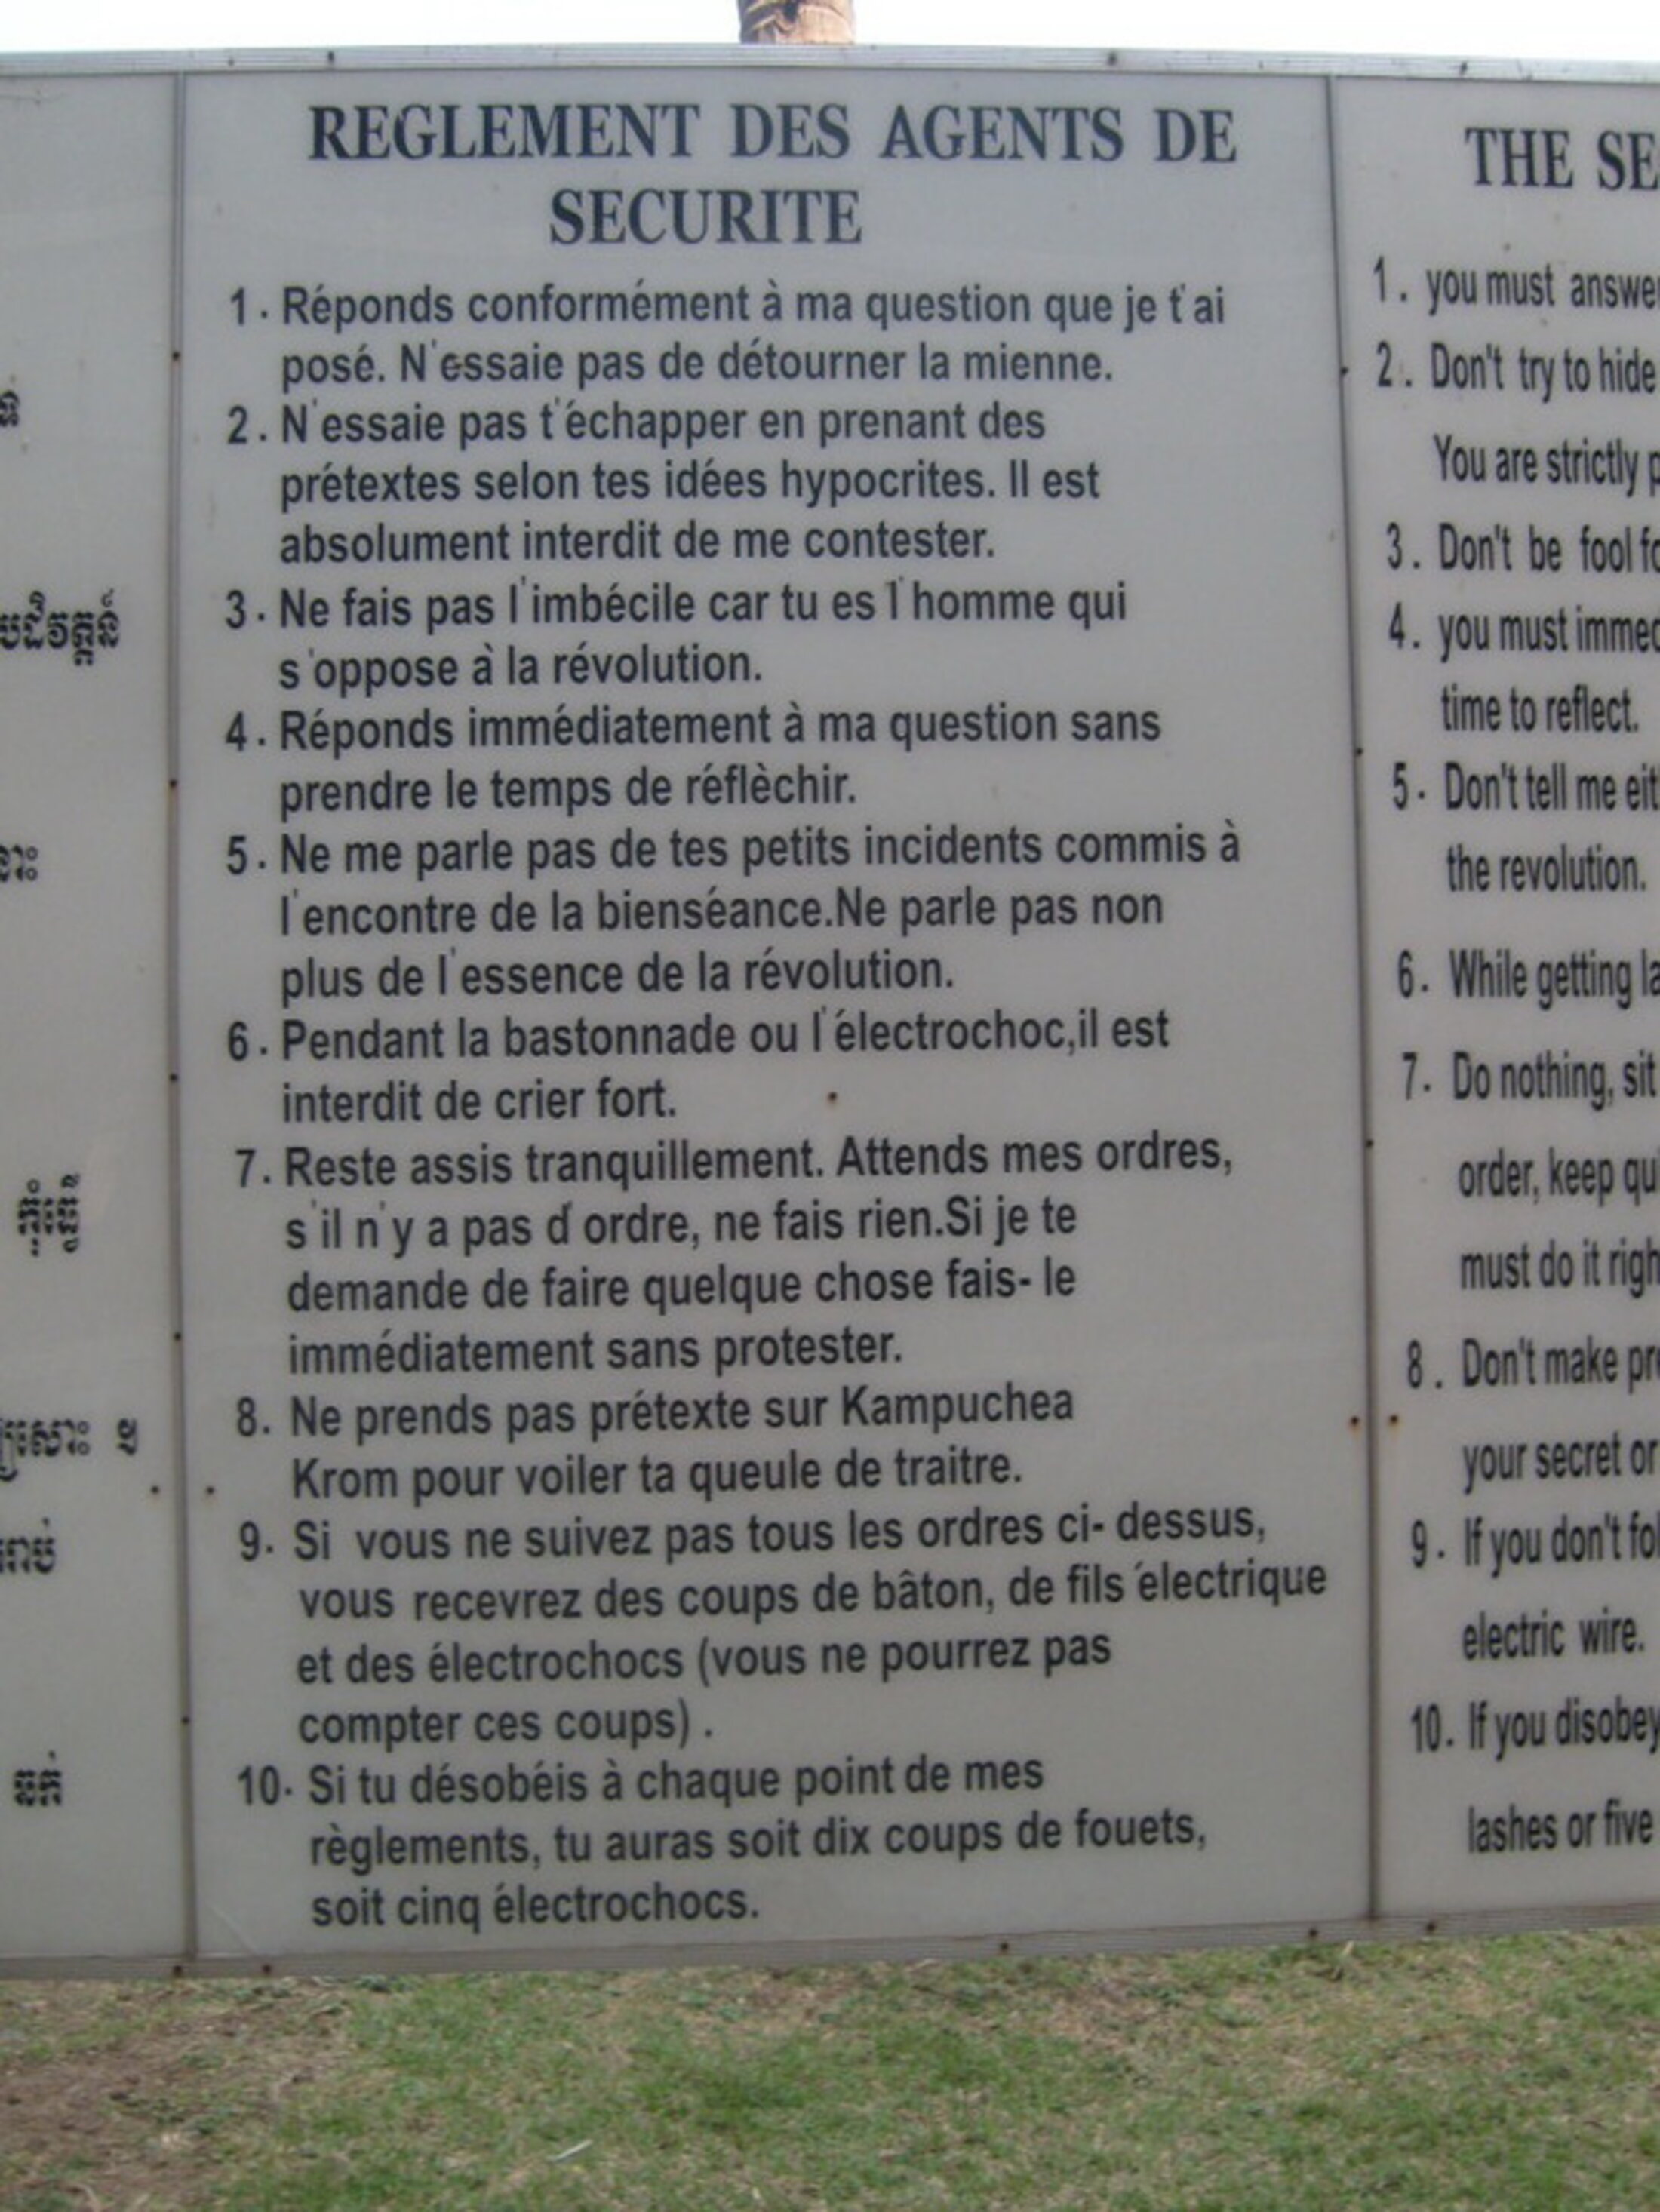 REGLEMENT DES AGENTS DE
SECURITE
1. Réponds conformément à ma question que je t'ai
posé. N'essaie pas de détourner la mienne.
2. N'essaie pas t'échapper en prenant des
prétextes selon tes idées hypocrites. Il est
absolument interdit de me contester.
3. Ne fais pas l'imbécile car tu es l'homme qui
s'oppose à la révolution.
4. Réponds immédiatement à ma question sans
prendre le temps de réflèchir.
5. Ne me parle pas de tes petits incidents commis à
l'encontre de la bienséance.Ne parle pas non
plus de l'essence de la révolution.
6. Pendant la bastonnade ou l'électrochoc,il est
interdit de crier fort.
7. Reste assis tranquillement. Attends mes ordres,
s'il n'y a pas d'ordre, ne fais rien.Si je te
demande de faire quelque chose fais- le
immédiatement sans protester.
8. Ne prends pas prétexte sur Kampuchea
Krom pour voiler ta queule de traitre.
9. Si vous ne suivez pas tous les ordres ci- dessus,
vous recevrez des coups de bâton, de fils électrique
et des électrochocs (vous ne pourrez pas
compter ces coups) .
10. Si tu désobéis à chaque point de mes
règlements, tu auras soit dix coups de fouets,
soit cinq électrochocs.
THE SE
1. you must answe
2. Don't try to hide
You are strictly p
3. Don't be fool fo
4. you must immed
time to reflect.
5. Don't tell me eit
the revolution.
6. While getting la
7. Do nothing, sit
order, keep qu
must do it righ
8. Don't make pre
your secret or
9. If you don't fol
electric wire.
10. If you disobey
lashes or five